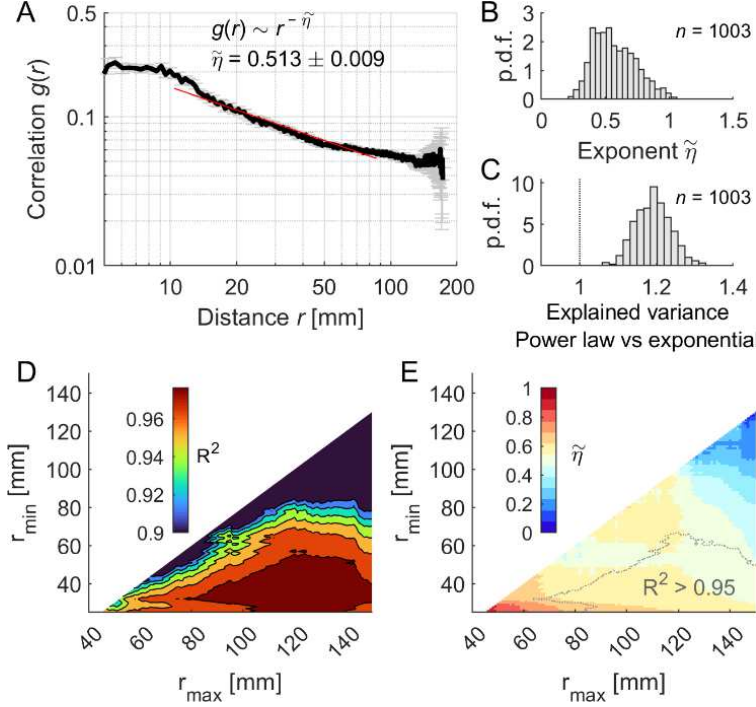 A
g(r) ~ r^{-η̃}
η̃ = 0.513 ± 0.009
Correlation g(r)
0.5
0.1
0.01
5
10
20
50
100
200
Distance r [mm]
B
n = 1003
p.d.f.
3
2
1
0
0
0.5
1
1.5
Exponent η̃
C
n = 1003
p.d.f.
10
5
0
1
1.2
1.4
Explained variance
Power law vs exponential
D
r_min [mm]
140
120
100
80
60
40
0.96
0.94
0.92
0.9
R²
40
60
80
100
120
140
r_max [mm]
E
r_min [mm]
140
120
100
80
60
40
1
0.8
0.6
0.4
0.2
0
η̃
R² > 0.95
40
60
80
100
120
140
r_max [mm]